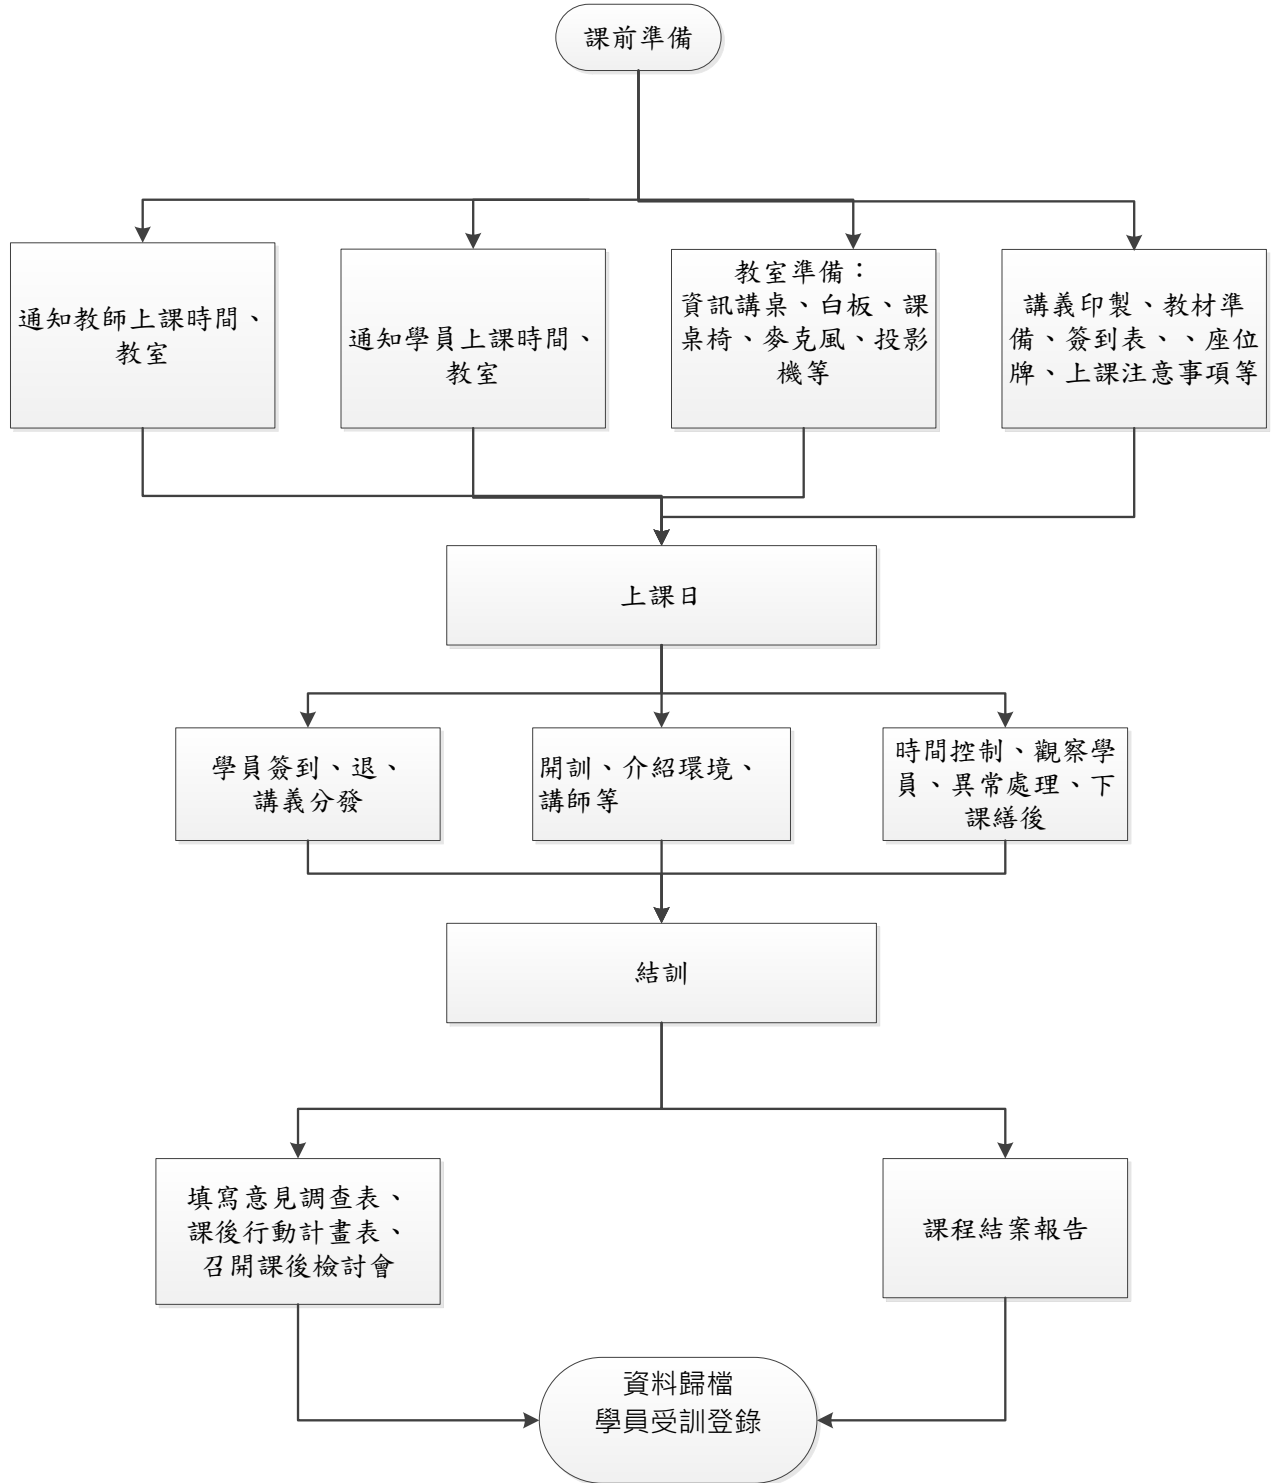 課前準備
通知教師上課時間、
教室
通知學員上課時間、
教室
教室準備：
資訊講桌、白板、課
桌椅、麥克風、投影
機等
講義印製、教材準
備、簽到表、、座位
牌、上課注意事項等
上課日
學員簽到、退、
講義分發
開訓、介紹環境、
講師等
時間控制、觀察學
員、異常處理、下
課繕後
結訓
填寫意見調查表、
課後行動計畫表、
召開課後檢討會
課程結案報告
資料歸檔
學員受訓登錄